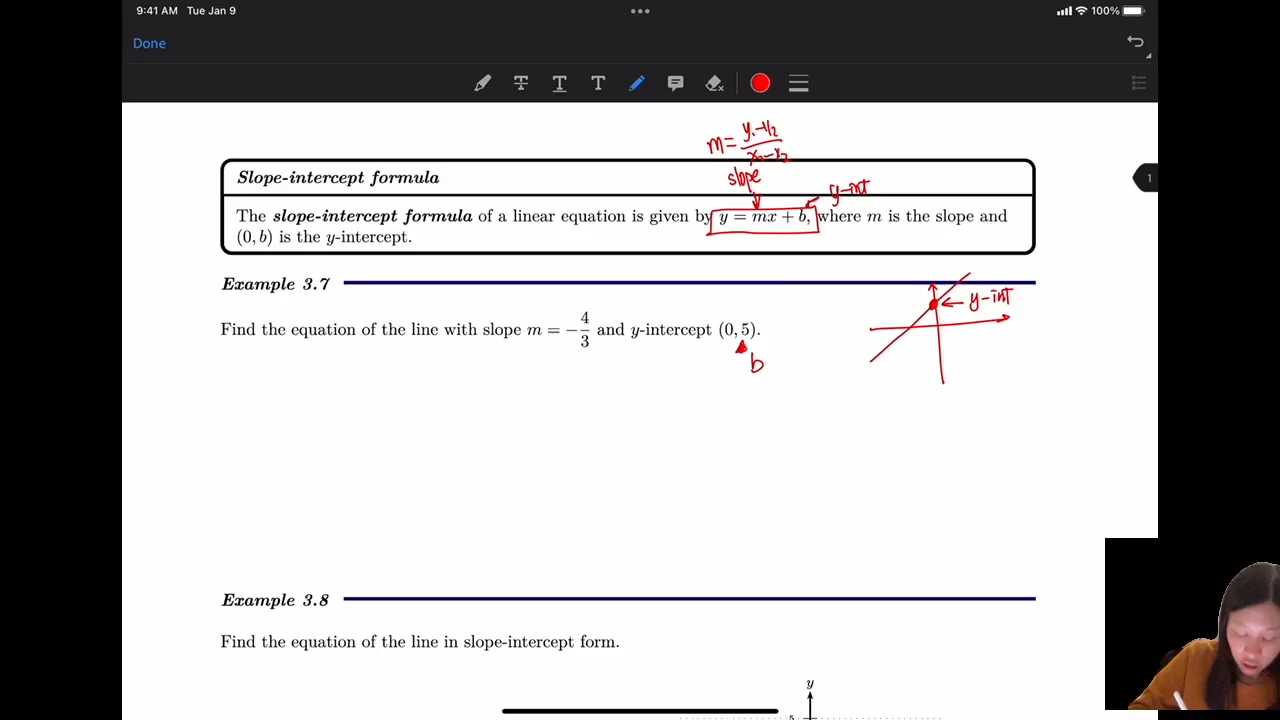 9:41 AM Tue Jan 9
100%
Done
m = y₁-y₂ / x₁-x₂
slope
y-int
Slope-intercept formula
The slope-intercept formula of a linear equation is given by y = mx + b, where m is the slope and
(0, b) is the y-intercept.
1
Example 3.7
y-int
Find the equation of the line with slope m = −4/3 and y-intercept (0, 5).
b
Example 3.8
Find the equation of the line in slope-intercept form.
y
5